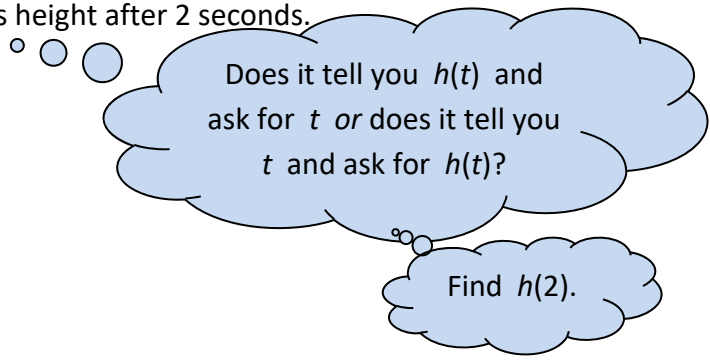 s height after 2 seconds.
Does it tell you h(t) and
ask for t or does it tell you
t and ask for h(t)?
Find h(2).